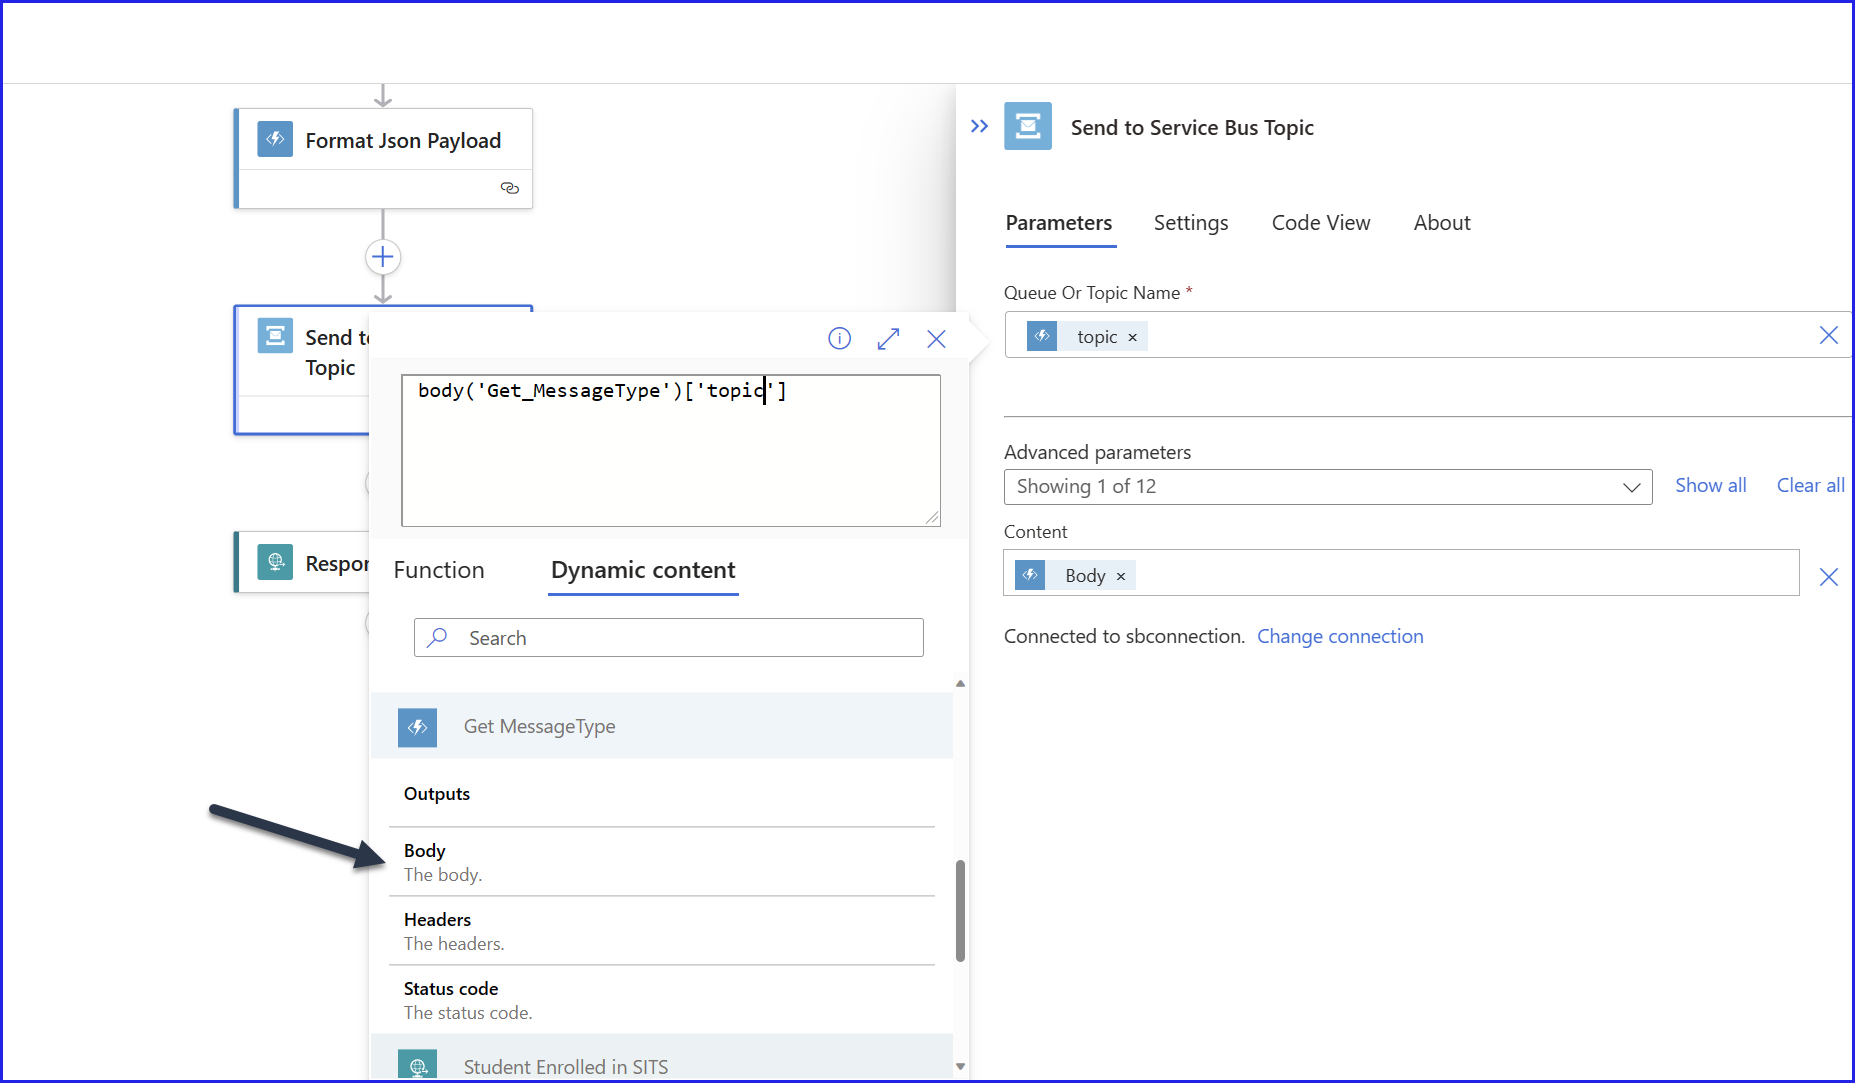 Format Json Payload
Send to
Topic
Respon
body('Get_MessageType')['topic']
Function
Dynamic content
Search
Get MessageType
Outputs
Body
The body.
Headers
The headers.
Status code
The status code.
Student Enrolled in SITS
Send to Service Bus Topic
Parameters
Settings
Code View
About
Queue Or Topic Name *
topic ×
Advanced parameters
Showing 1 of 12
Show all
Clear all
Content
Body ×
Connected to sbconnection. Change connection